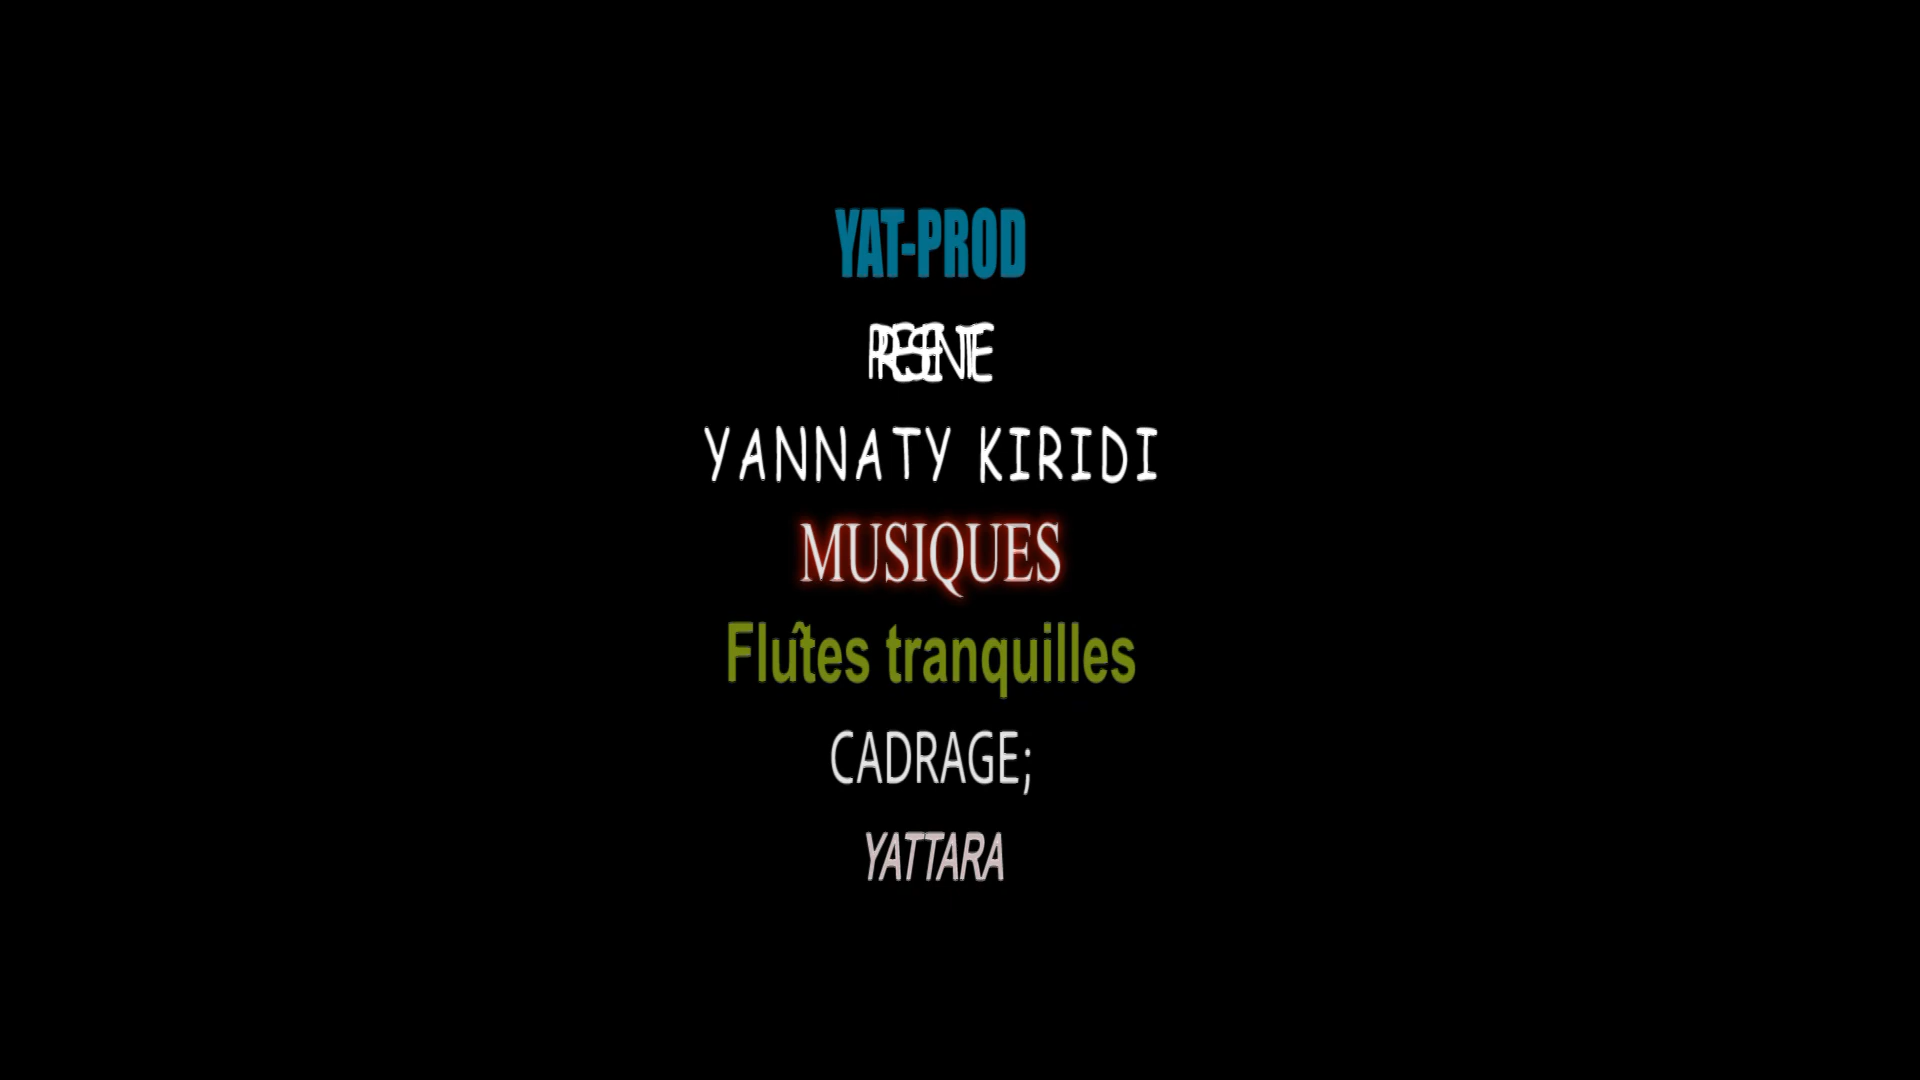 YAT-PROD
PRESENTE
YANNATY KIRIDI
MUSIQUES
Flûtes tranquilles
CADRAGE;
YATTARA